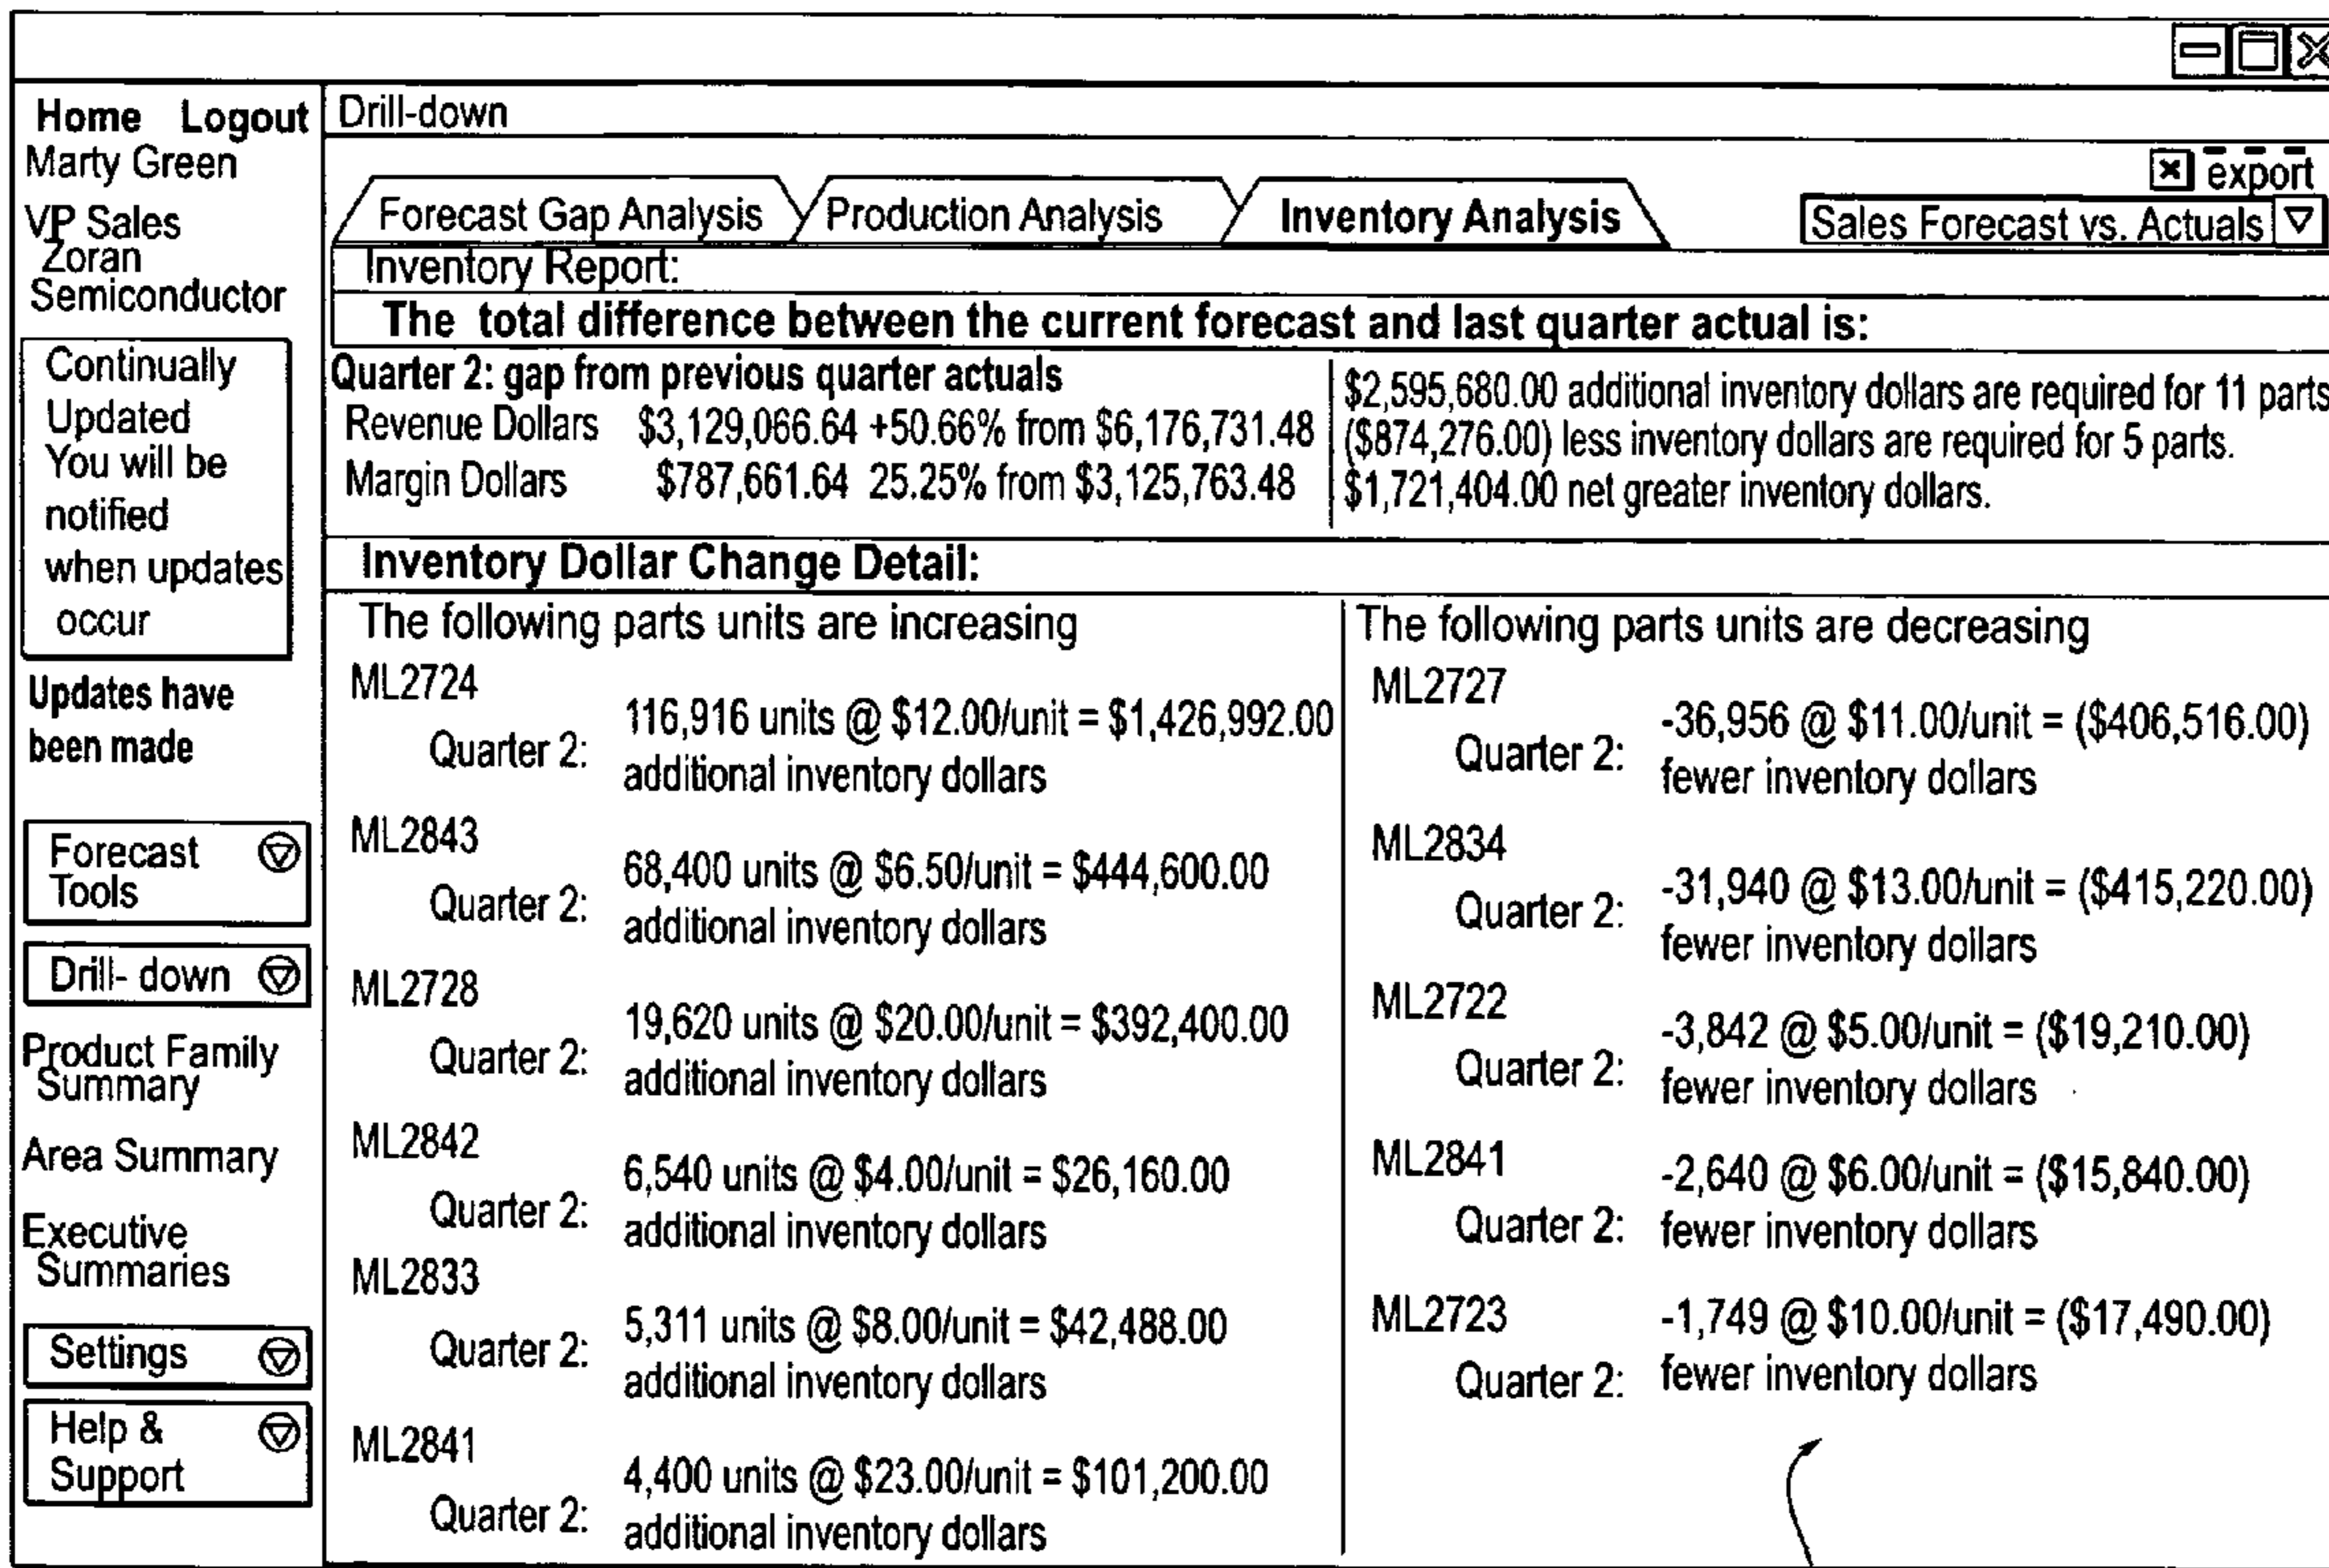 Home Logout
Marty Green
VP Sales
Zoran
Semiconductor
Continually
Updated
You will be
notified
when updates
occur
Updates have
been made
Forecast
Tools
Drill- down
Product Family
Summary
Area Summary
Executive
Summaries
Settings
Help &
Support
Drill-down
export
Forecast Gap Analysis
Production Analysis
Inventory Analysis
Sales Forecast vs. Actuals
Inventory Report:
The total difference between the current forecast and last quarter actual is:
Quarter 2: gap from previous quarter actuals
Revenue Dollars $3,129,066.64 +50.66% from $6,176,731.48
Margin Dollars $787,661.64 25.25% from $3,125,763.48
$2,595,680.00 additional inventory dollars are required for 11 parts
($874,276.00) less inventory dollars are required for 5 parts.
$1,721,404.00 net greater inventory dollars.
Inventory Dollar Change Detail:
The following parts units are increasing
ML2724
116,916 units @ $12.00/unit = $1,426,992.00
Quarter 2:
additional inventory dollars
ML2843
68,400 units @ $6.50/unit = $444,600.00
Quarter 2:
additional inventory dollars
ML2728
19,620 units @ $20.00/unit = $392,400.00
Quarter 2:
additional inventory dollars
ML2842
6,540 units @ $4.00/unit = $26,160.00
Quarter 2:
additional inventory dollars
ML2833
5,311 units @ $8.00/unit = $42,488.00
Quarter 2:
additional inventory dollars
ML2841
4,400 units @ $23.00/unit = $101,200.00
Quarter 2:
additional inventory dollars
The following parts units are decreasing
ML2727
-36,956 @ $11.00/unit = ($406,516.00)
Quarter 2:
fewer inventory dollars
ML2834
-31,940 @ $13.00/unit = ($415,220.00)
Quarter 2:
fewer inventory dollars
ML2722
-3,842 @ $5.00/unit = ($19,210.00)
Quarter 2:
fewer inventory dollars
ML2841
-2,640 @ $6.00/unit = ($15,840.00)
Quarter 2:
fewer inventory dollars
ML2723
-1,749 @ $10.00/unit = ($17,490.00)
Quarter 2:
fewer inventory dollars